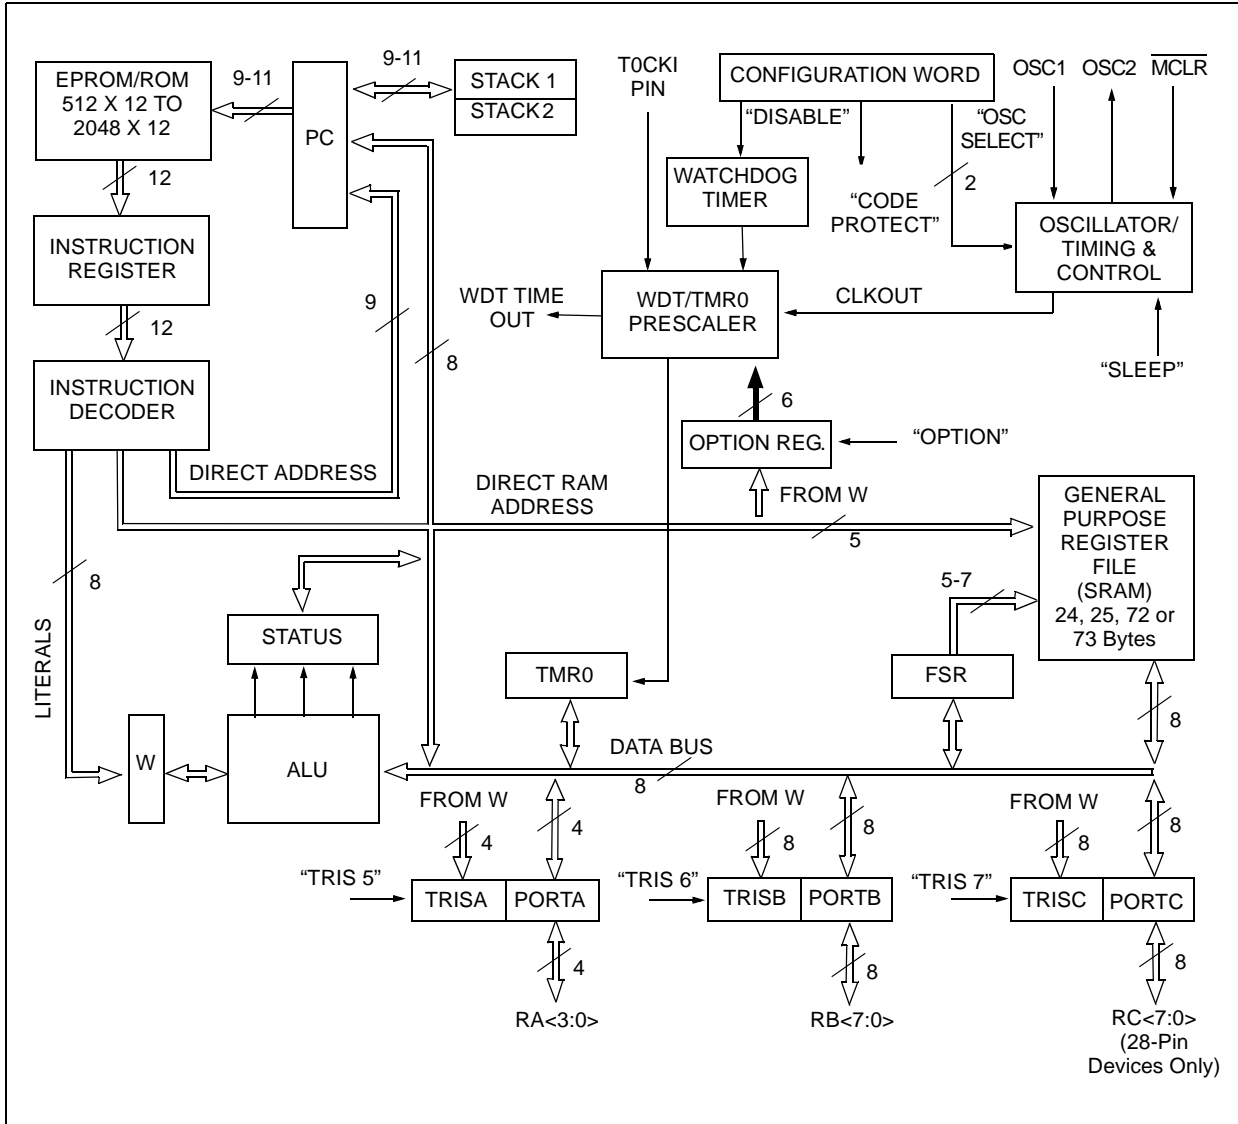 EPROM/ROM
512 X 12 TO
2048 X 12
9-11
PC
9-11
STACK 1
STACK 2
T0CKI
PIN
CONFIGURATION WORD
OSC1
OSC2
MCLR
“DISABLE”
“OSC
SELECT”
12
WATCHDOG
TIMER
“CODE
PROTECT”
2
INSTRUCTION
REGISTER
OSCILLATOR/
TIMING &
CONTROL
9
WDT TIME
OUT
WDT/TMR0
PRESCALER
CLKOUT
12
8
“SLEEP”
INSTRUCTION
DECODER
6
OPTION REG.
“OPTION”
DIRECT ADDRESS
DIRECT RAM
ADDRESS
FROM W
5
GENERAL
PURPOSE
REGISTER
FILE
(SRAM)
24, 25, 72 or
73 Bytes
8
5-7
LITERALS
STATUS
TMR0
FSR
8
W
ALU
DATA BUS
8
FROM W
4
4
FROM W
8
8
FROM W
8
8
“TRIS 5”
TRISA
PORTA
“TRIS 6”
TRISB
PORTB
“TRIS 7”
TRISC
PORTC
4
8
8
RA<3:0>
RB<7:0>
RC<7:0>
(28-Pin
Devices Only)